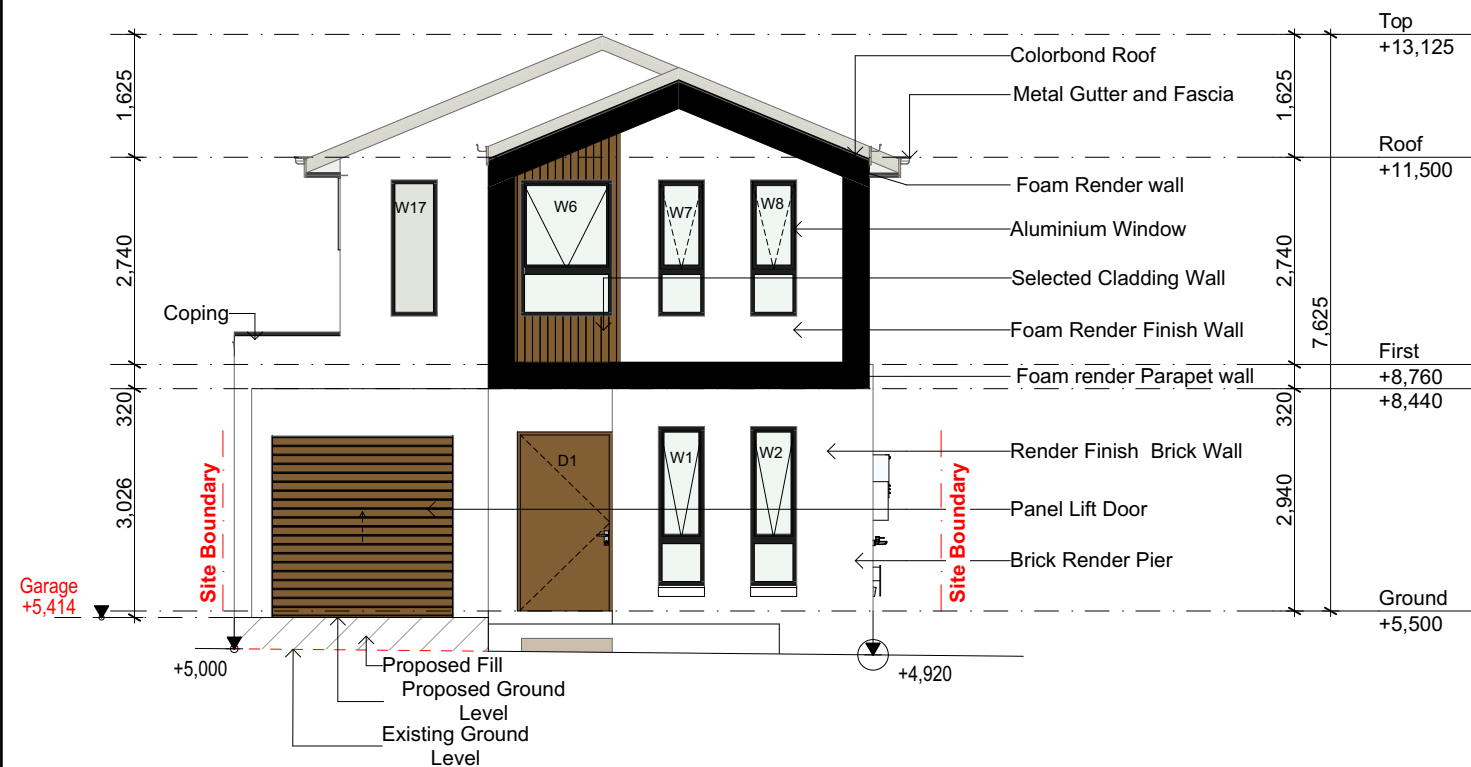 Top
+13,125
Colorbond Roof
Metal Gutter and Fascia
1,625
1,625
Roof
+11,500
Foam Render wall
W17
W6
W7
W8
Aluminium Window
2,740
2,740
Selected Cladding Wall
7,625
Coping
Foam Render Finish Wall
First
+8,760
Foam render Parapet wall
+8,440
320
320
Render Finish Brick Wall
D1
W1
W2
Site Boundary
Site Boundary
3,026
2,940
Panel Lift Door
Brick Render Pier
Garage
+5,414
Ground
+5,500
+5,000
Proposed Fill
+4,920
Proposed Ground
Level
Existing Ground
Level